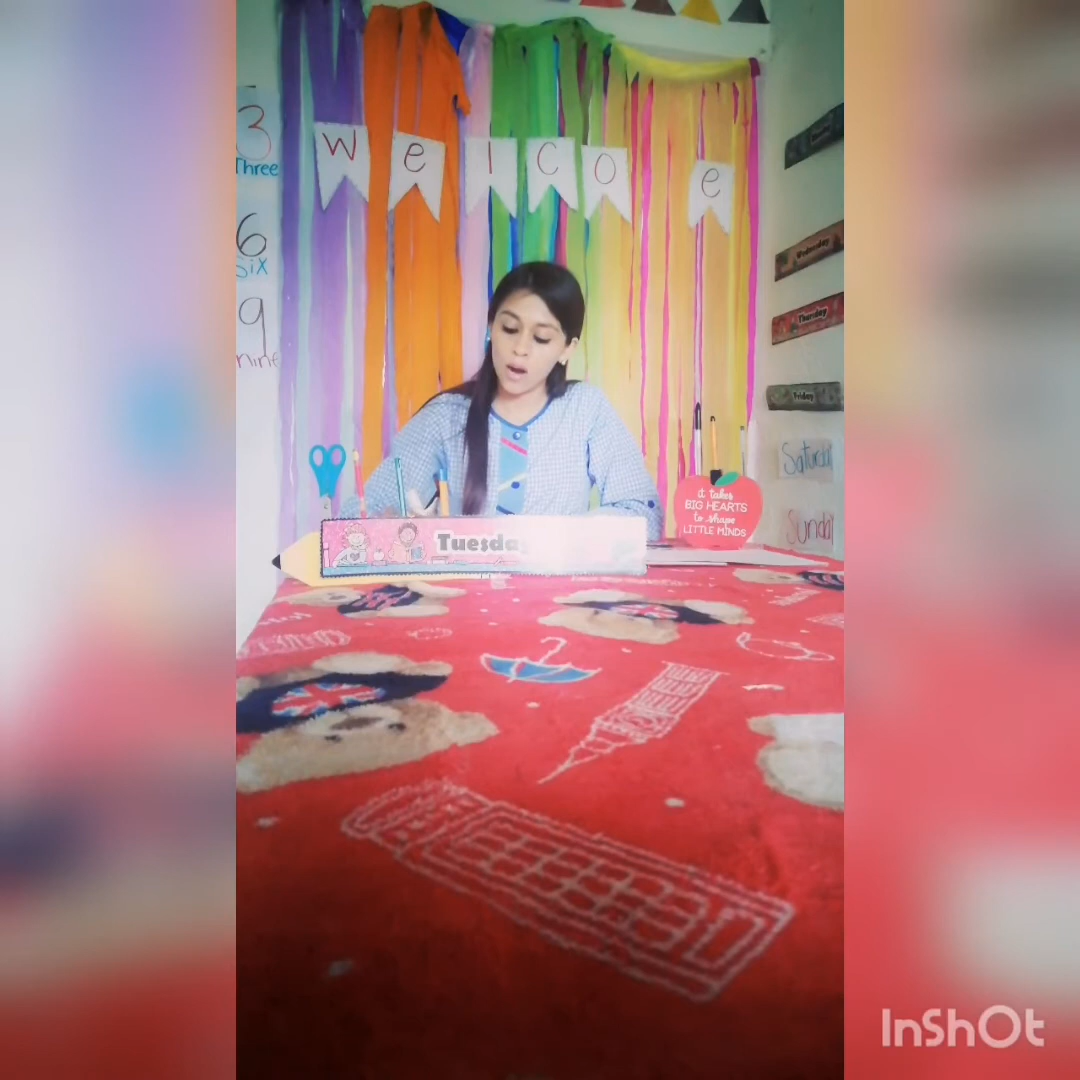 welco e
3
Three
6
Six
9
nine
Wednesday
Thursday
Friday
Saturday
Sunday
it takes
BIG HEARTS
to shape
LITTLE MINDS
Tuesday
InShOt